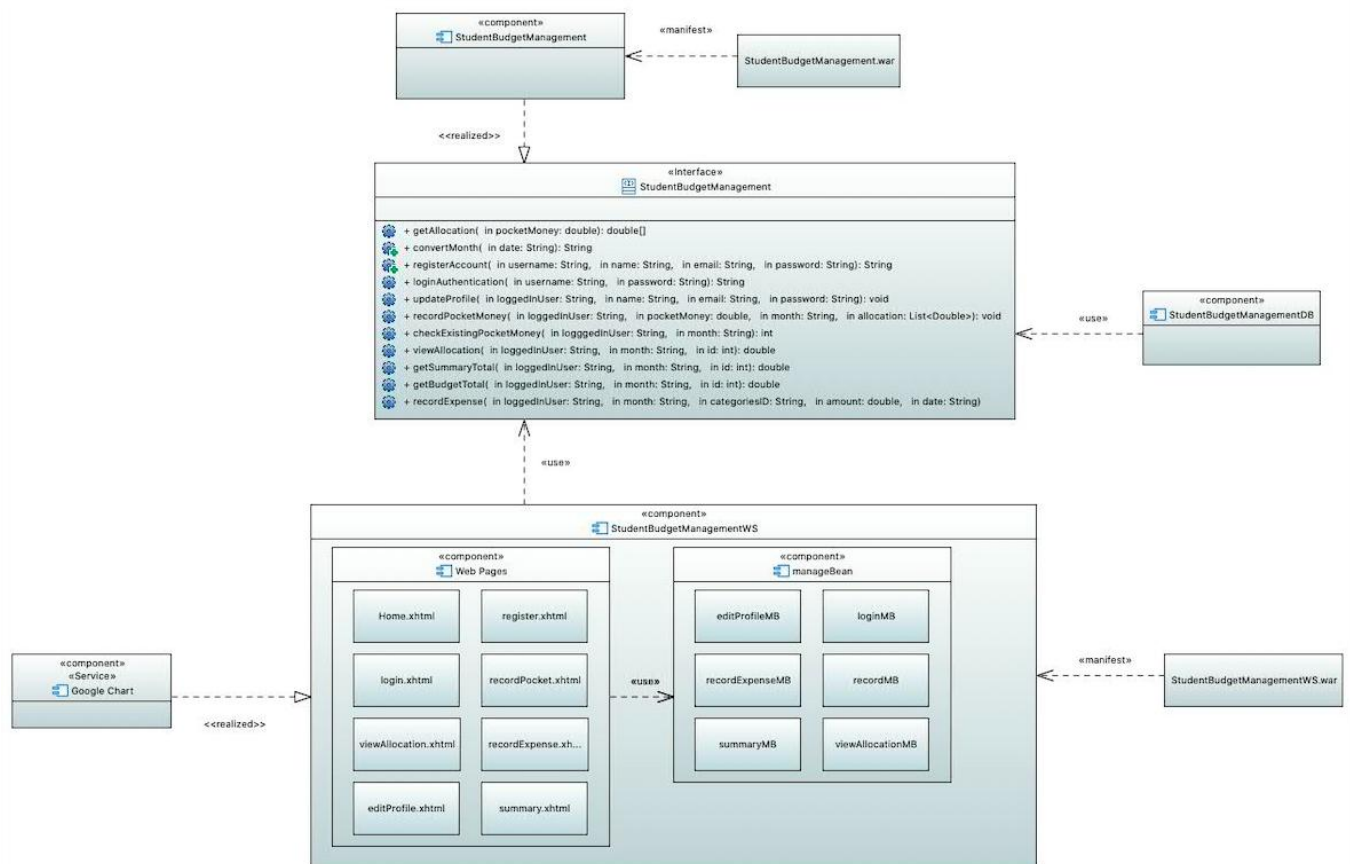 «component»
StudentBudgetManagement
«manifest»
StudentBudgetManagement.war
<<realized>>
«Interface»
StudentBudgetManagement
+ getAllocation( in pocketMoney: double): double[]
+ convertMonth( in date: String): String
+ registerAccount( in username: String, in name: String, in email: String, in password: String): String
+ loginAuthentication( in username: String, in password: String): String
+ updateProfile( in loggedInUser: String, in name: String, in email: String, in password: String): void
+ recordPocketMoney( in loggedInUser: String, in pocketMoney: double, in month: String, in allocation: List<Double>): void
+ checkExistingPocketMoney( in logggedInUser: String, in month: String): int
+ viewAllocation( in loggedInUser: String, in month: String, in id: int): double
+ getSummaryTotal( in loggedInUser: String, in month: String, in id: int): double
+ getBudgetTotal( in loggedInUser: String, in month: String, in id: int): double
+ recordExpense( in loggedInUser: String, in month: String, in categoriesID: String, in amount: double, in date: String)
«use»
«component»
StudentBudgetManagementDB
«use»
«component»
StudentBudgetManagementWS
«component»
Web Pages
Home.xhtml
register.xhtml
login.xhtml
recordPocket.xhtml
viewAllocation.xhtml
recordExpense.xh...
editProfile.xhtml
summary.xhtml
«use»
«component»
manageBean
editProfileMB
loginMB
recordExpenseMB
recordMB
summaryMB
viewAllocationMB
«component»
«Service»
Google Chart
<<realized>>
«manifest»
StudentBudgetManagementWS.war